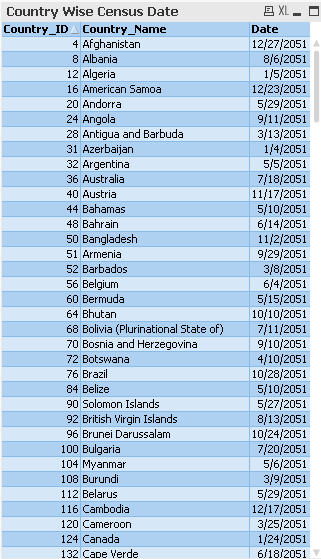 Country Wise Census Date XL
Country_ID Country_Name Date
4 Afghanistan 12/27/2051
8 Albania 8/6/2051
12 Algeria 1/5/2051
16 American Samoa 12/23/2051
20 Andorra 5/29/2051
24 Angola 9/11/2051
28 Antigua and Barbuda 3/13/2051
31 Azerbaijan 1/4/2051
32 Argentina 5/5/2051
36 Australia 7/18/2051
40 Austria 11/17/2051
44 Bahamas 5/10/2051
48 Bahrain 6/14/2051
50 Bangladesh 11/2/2051
51 Armenia 9/29/2051
52 Barbados 3/8/2051
56 Belgium 6/4/2051
60 Bermuda 5/15/2051
64 Bhutan 10/10/2051
68 Bolivia (Plurinational State of) 7/11/2051
70 Bosnia and Herzegovina 9/10/2051
72 Botswana 4/10/2051
76 Brazil 10/28/2051
84 Belize 5/10/2051
90 Solomon Islands 5/27/2051
92 British Virgin Islands 8/13/2051
96 Brunei Darussalam 10/24/2051
100 Bulgaria 7/20/2051
104 Myanmar 5/6/2051
108 Burundi 3/9/2051
112 Belarus 5/29/2051
116 Cambodia 12/17/2051
120 Cameroon 3/25/2051
124 Canada 1/24/2051
132 Cape Verde 6/18/2051